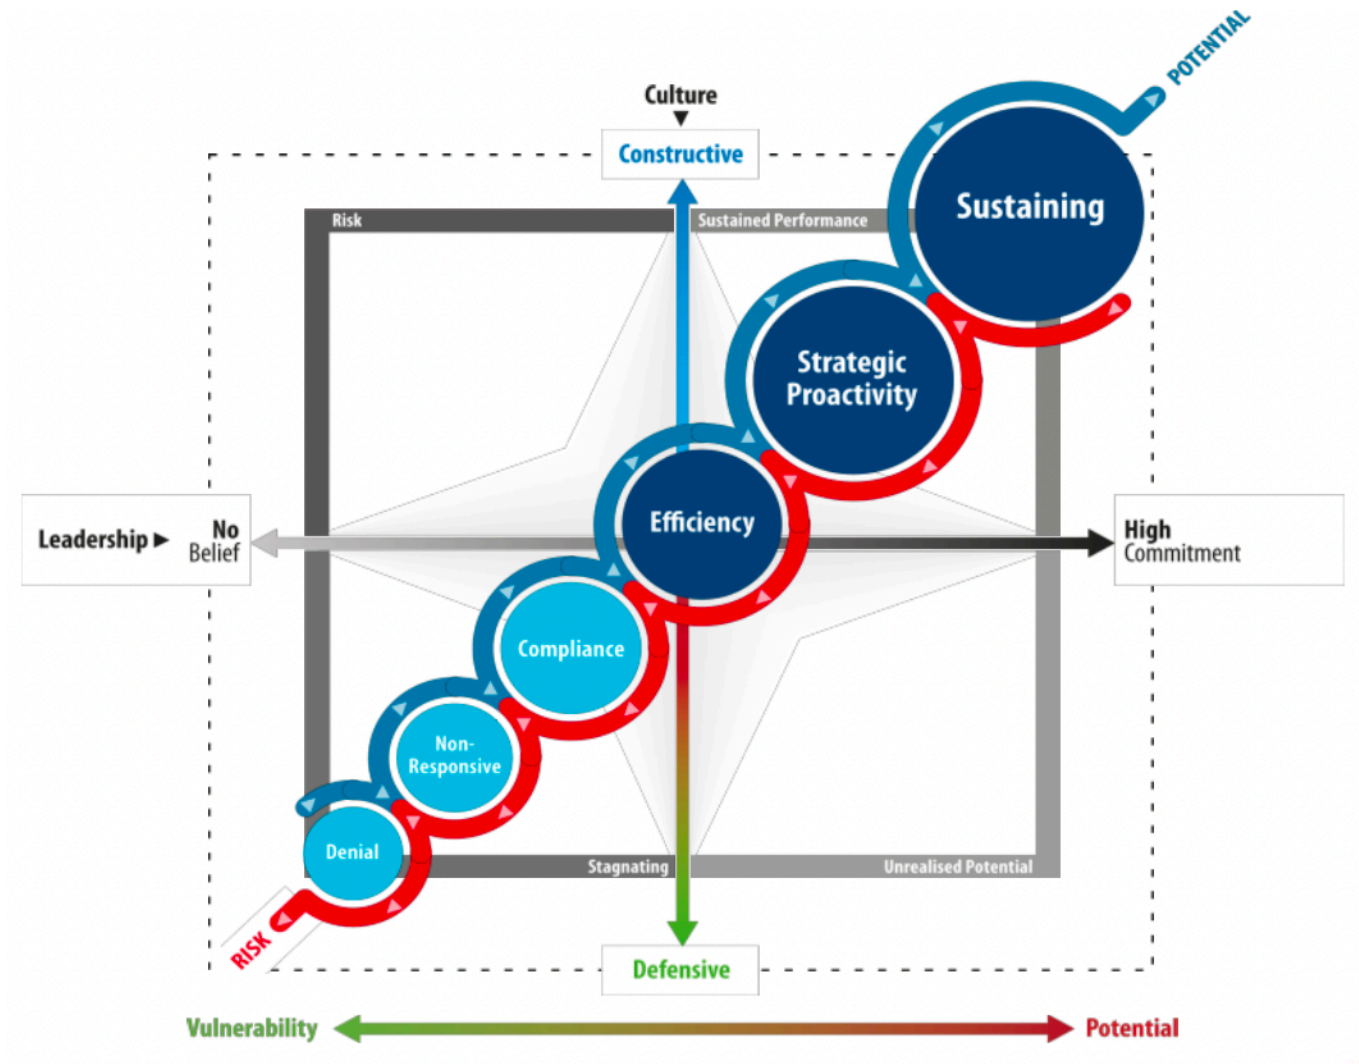 POTENTIAL
Culture
Constructive
Risk
Sustained Performance
Sustaining
Strategic
Proactivity
Efficiency
Leadership
No
Belief
High
Commitment
Compliance
Non-
Responsive
Denial
Stagnating
Unrealised Potential
RISK
Defensive
Vulnerability
Potential